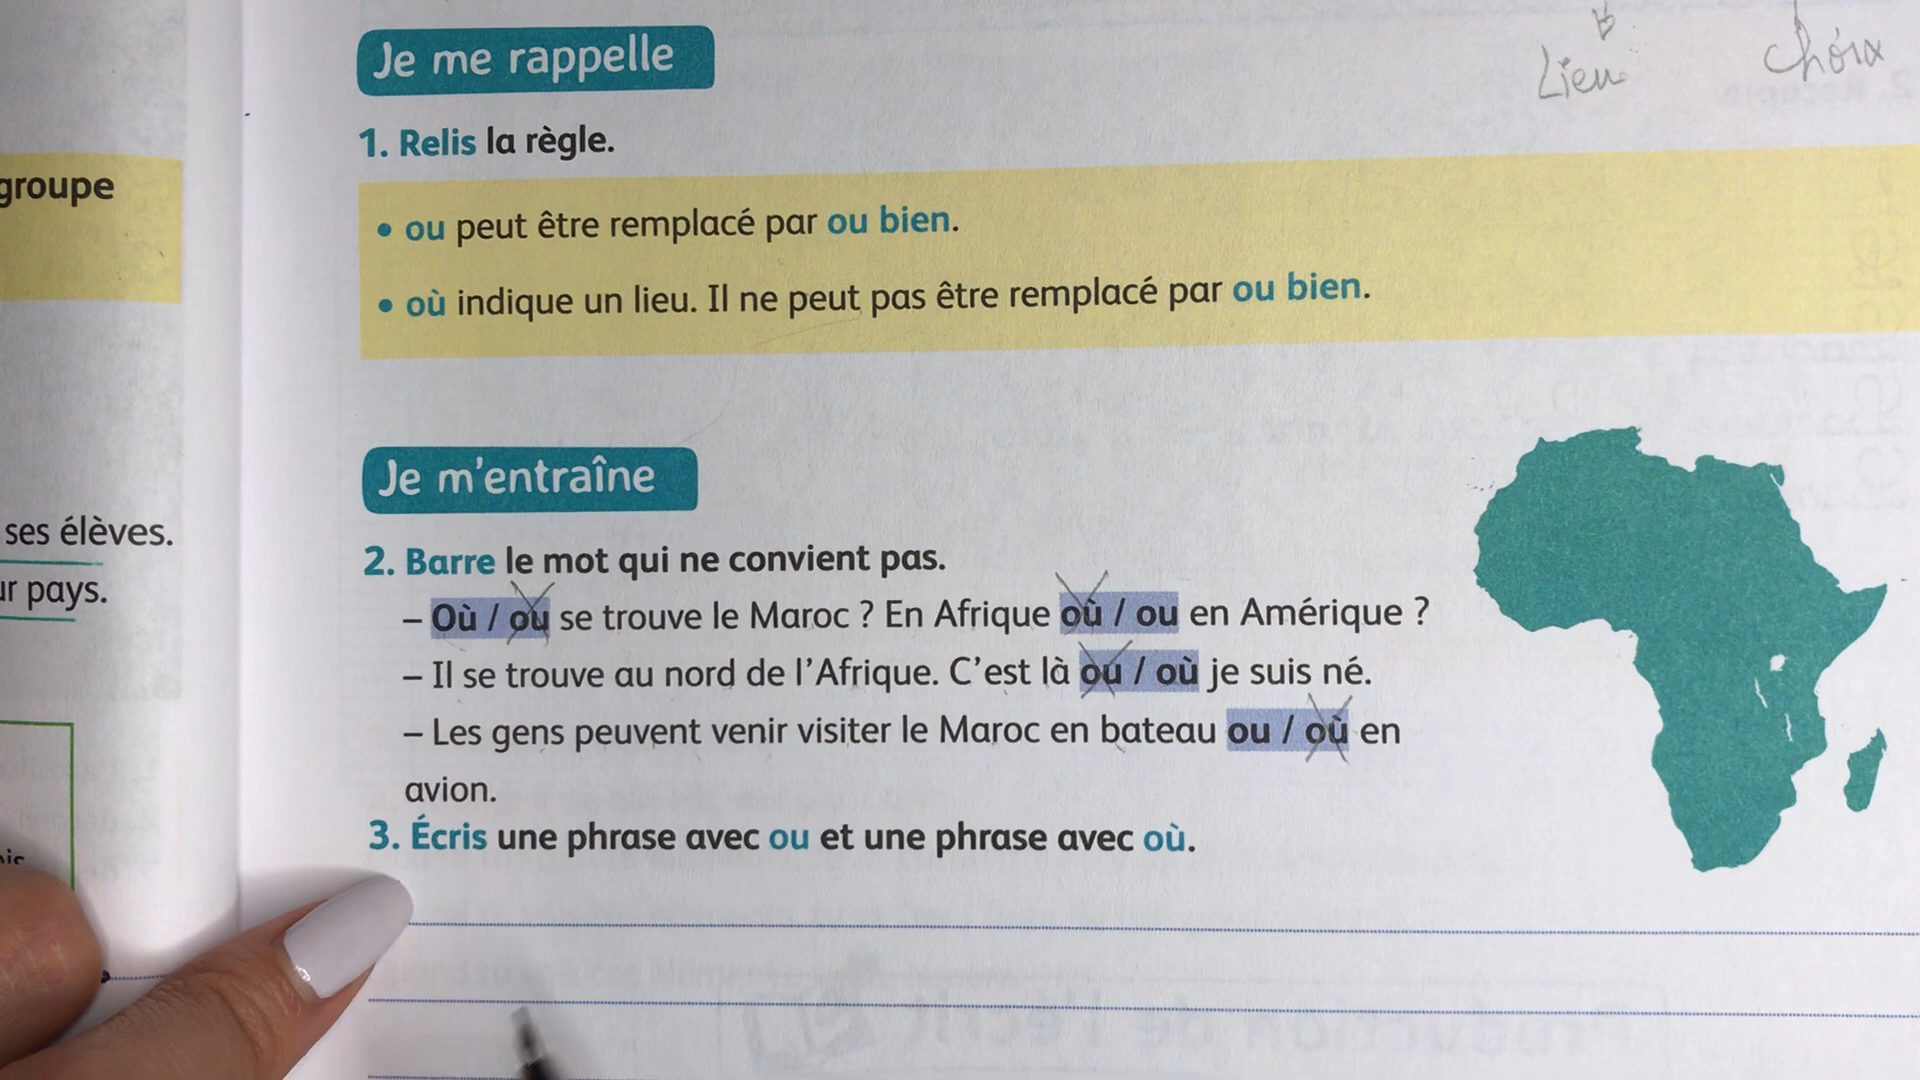 Lieu choix
Je me rappelle
1. Relis la règle.
groupe
• ou peut être remplacé par ou bien.
• où indique un lieu. Il ne peut pas être remplacé par ou bien.
Je m'entraîne
ses élèves.
2. Barre le mot qui ne convient pas.
ur pays.
– Où / ou se trouve le Maroc ? En Afrique où / ou en Amérique ?
– Il se trouve au nord de l'Afrique. C'est là ou / où je suis né.
– Les gens peuvent venir visiter le Maroc en bateau ou / où en
avion.
3. Écris une phrase avec ou et une phrase avec où.